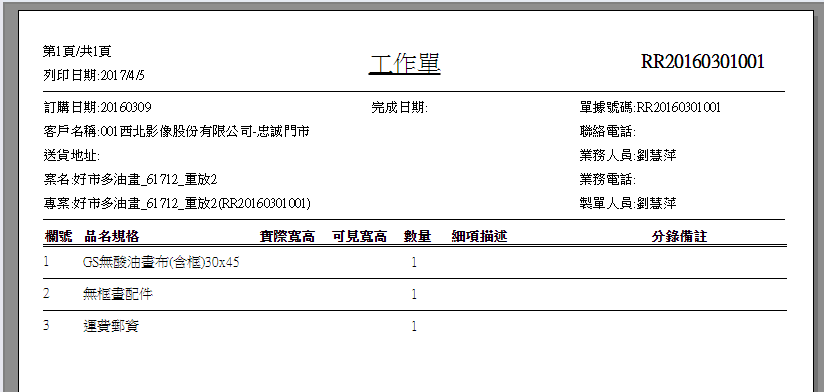 第1頁/共1頁
工作單
RR20160301001
列印日期:2017/4/5
訂購日期:20160309 完成日期: 單據號碼:RR20160301001
客戶名稱:001西北影像股份有限公司-忠誠門市 聯絡電話:
送貨地址: 業務人員:劉慧萍
案名:好市多油畫_61712_重放2 業務電話:
專案:好市多油畫_61712_重放2(RR20160301001) 製單人員:劉慧萍
欄號 品名規格 實際寬高 可見寬高 數量 細項描述 分錄備註
1 GS無酸油畫布(含框)30x45 1
2 無框畫配件 1
3 運費郵資 1